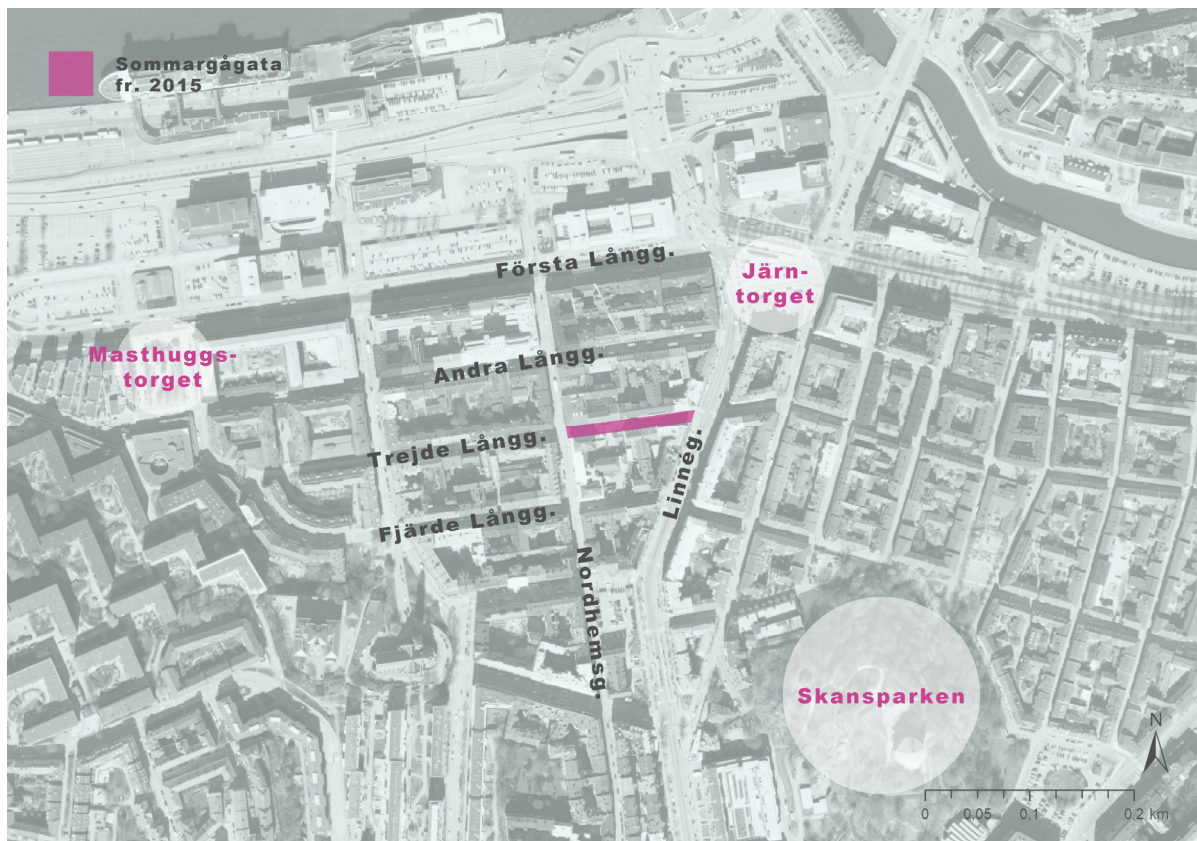 Sommargågata
fr. 2015
Första Långg.
Järn-
torget
Masthuggs-
torget
Andra Långg.
Trejde Långg.
Linnég.
Fjärde Långg.
Nordhemsg.
Skansparken
N
0 0,05 0,1 0,2 km